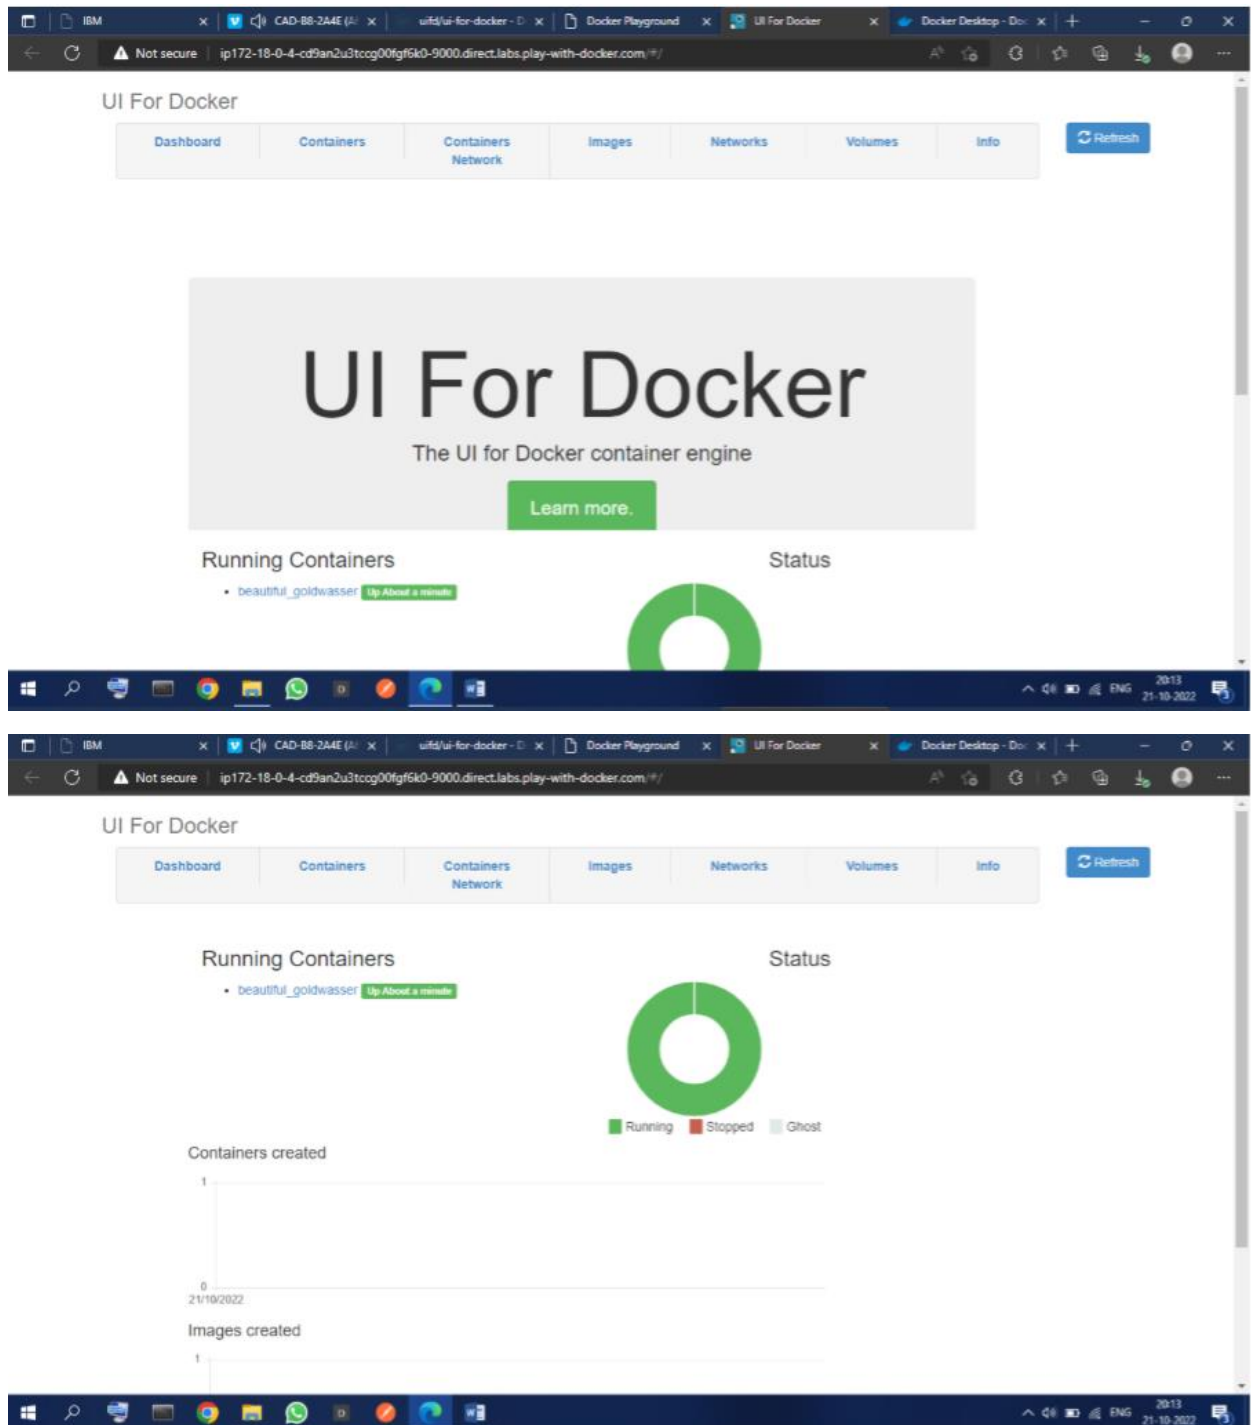 IBM
CAD-B8-2A4E (A
uifd/ui-for-docker - D
Docker Playground
UI For Docker
Docker Desktop - Doc
Not secure
ip172-18-0-4-cd9an2u3tccg00fgf6k0-9000.direct.labs.play-with-docker.com/#/
UI For Docker
Dashboard
Containers
Containers
Network
Images
Networks
Volumes
Info
Refresh
UI For Docker
The UI for Docker container engine
Learn more.
Running Containers
Status
beautiful_goldwasser Up About a minute
ENG
20:13
21-10-2022
IBM
CAD-B8-2A4E (A
uifd/ui-for-docker - D
Docker Playground
UI For Docker
Docker Desktop - Doc
Not secure
ip172-18-0-4-cd9an2u3tccg00fgf6k0-9000.direct.labs.play-with-docker.com/#/
UI For Docker
Dashboard
Containers
Containers
Network
Images
Networks
Volumes
Info
Refresh
Running Containers
Status
beautiful_goldwasser Up About a minute
Running
Stopped
Ghost
Containers created
1
0
21/10/2022
Images created
1
ENG
20:13
21-10-2022